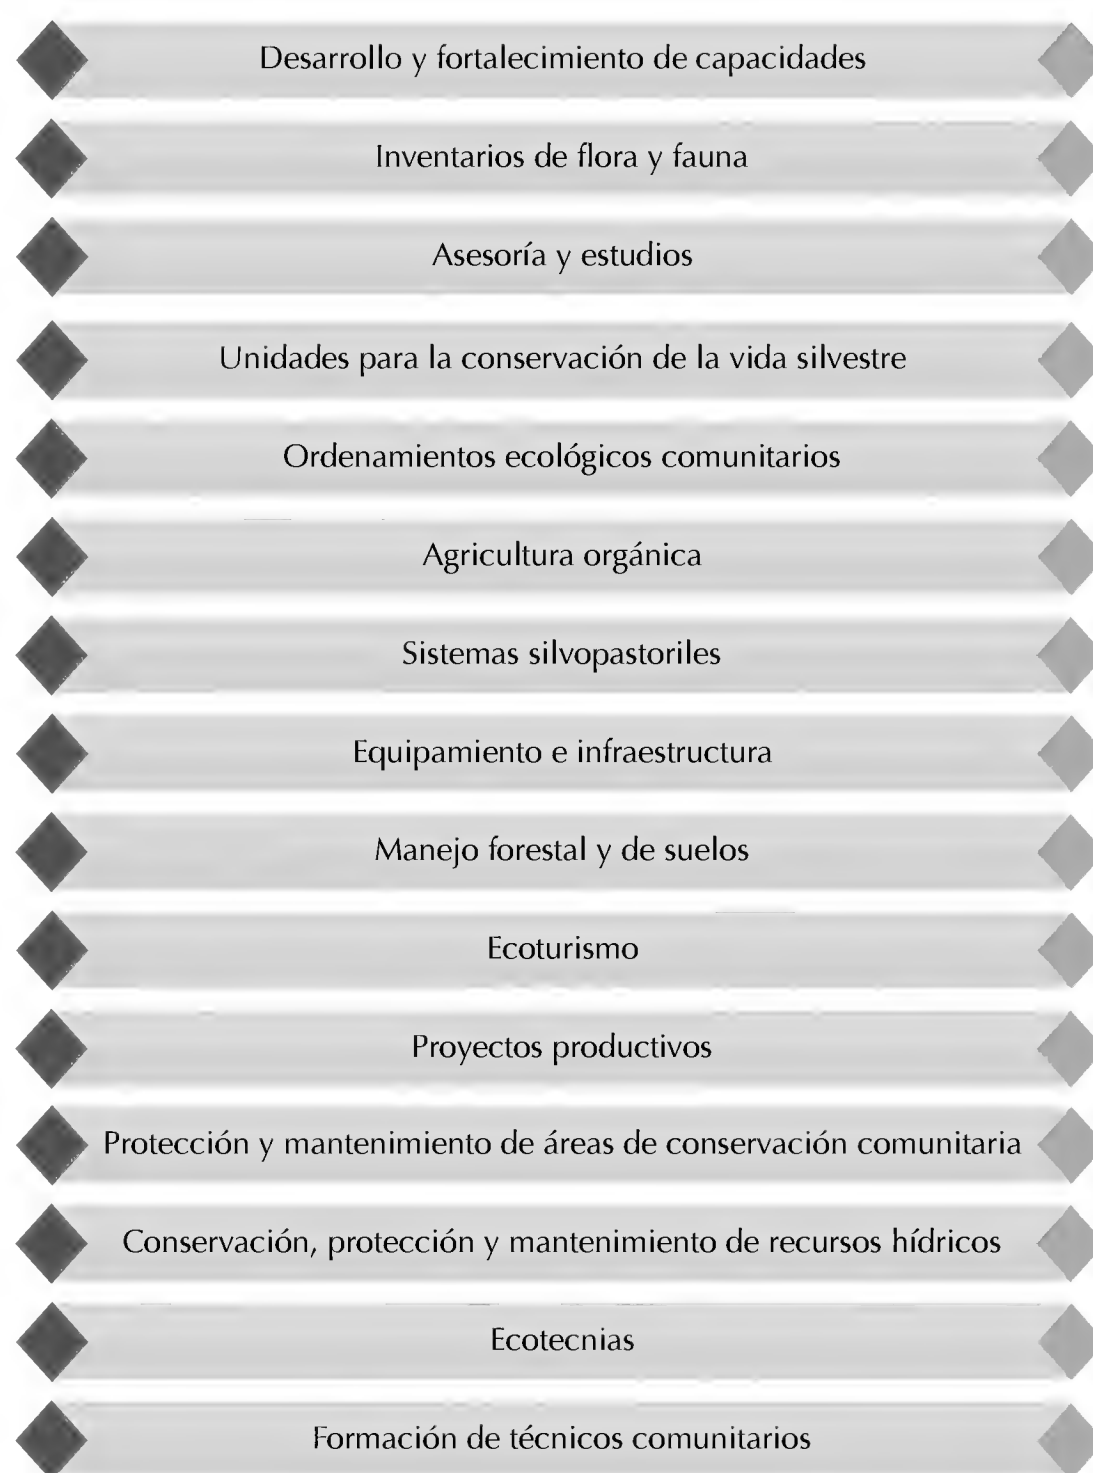 Desarrollo y fortalecimiento de capacidades
Inventarios de flora y fauna
Asesoría y estudios
Unidades para la conservación de la vida silvestre
Ordenamientos ecológicos comunitarios
Agricultura orgánica
Sistemas silvopastoriles
Equipamiento e infraestructura
Manejo forestal y de suelos
Ecoturismo
Proyectos productivos
Protección y mantenimiento de áreas de conservación comunitaria
Conservación, protección y mantenimiento de recursos hídricos
Ecotecnias
Formación de técnicos comunitarios